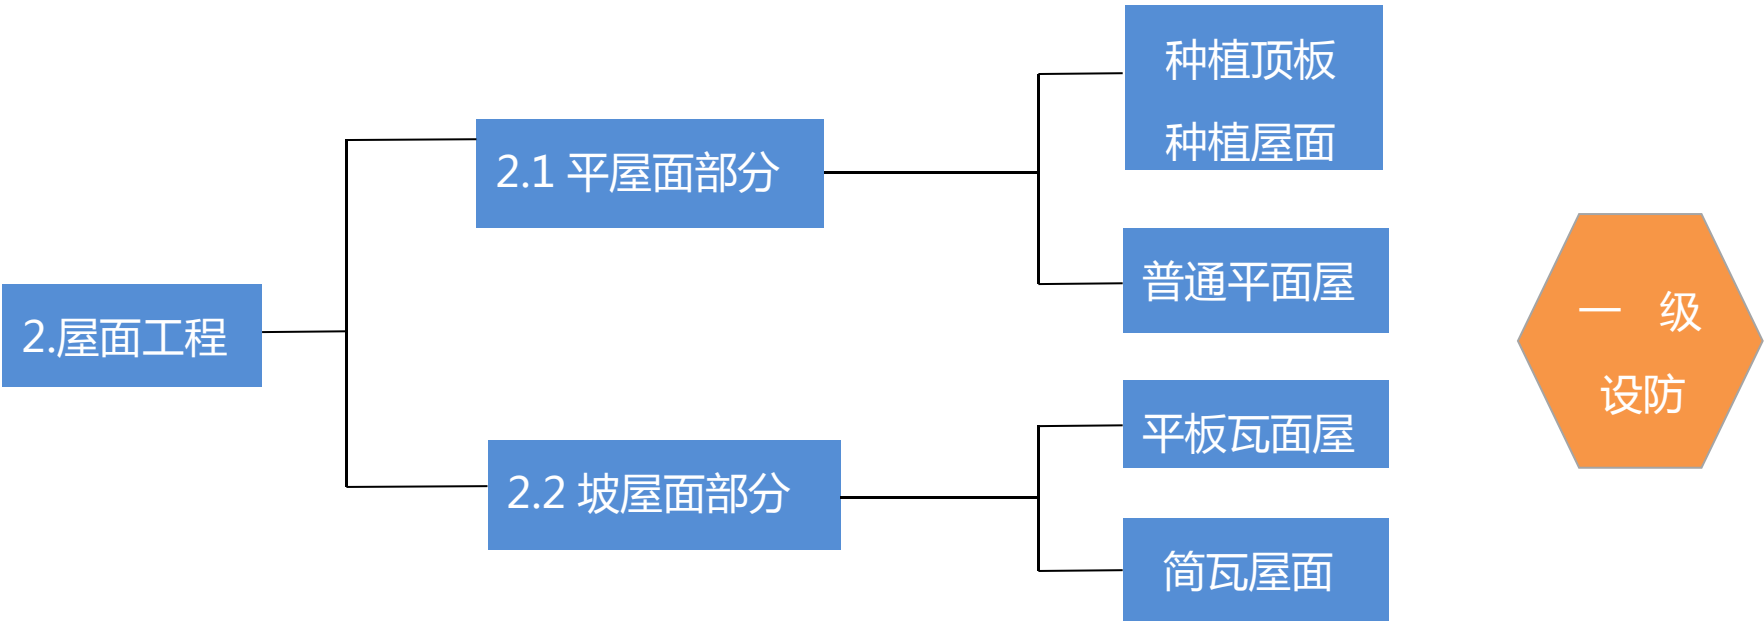 种植顶板
种植屋面
2.1 平屋面部分
普通平面屋
2.屋面工程
一 级
设防
平板瓦面屋
2.2 坡屋面部分
简瓦屋面